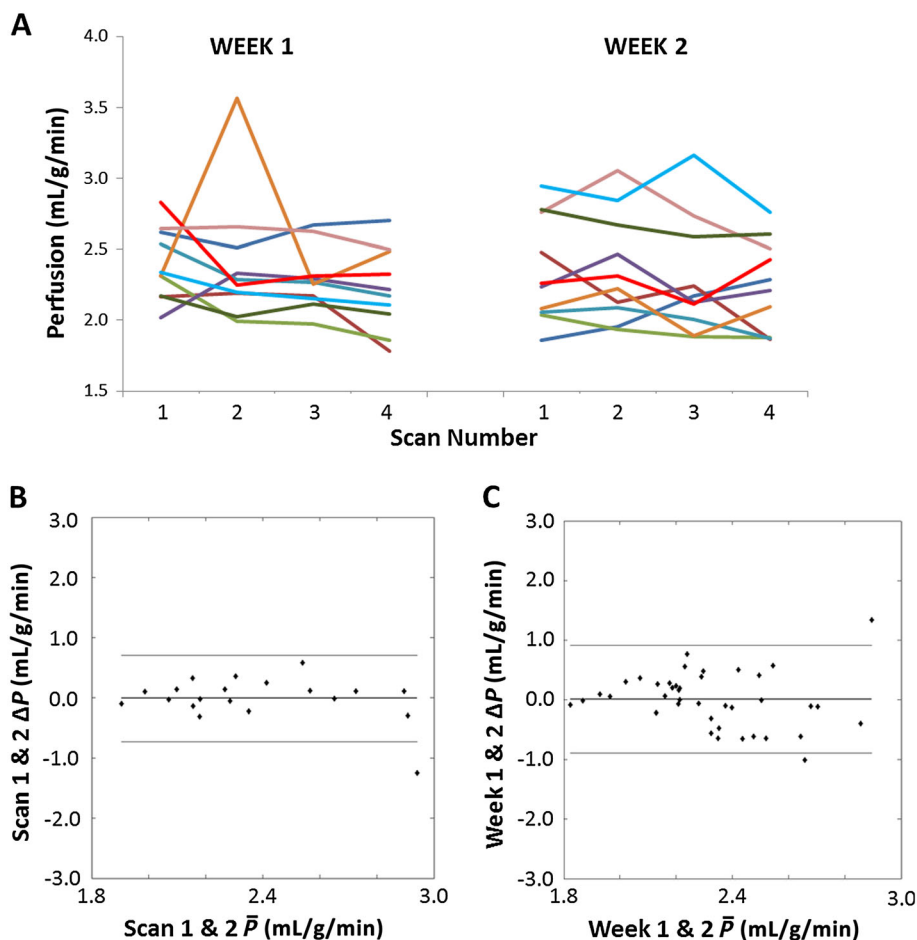 A
WEEK 1
WEEK 2
Perfusion (mL/g/min)
4.0
3.5
3.0
2.5
2.0
1.5
1 2 3 4 1 2 3 4
Scan Number
B
Scan 1 & 2 ΔP (mL/g/min)
3.0
2.0
1.0
0.0
-1.0
-2.0
-3.0
1.8 2.4 3.0
Scan 1 & 2 P̅ (mL/g/min)
C
Week 1 & 2 ΔP (mL/g/min)
3.0
2.0
1.0
0.0
-1.0
-2.0
-3.0
1.8 2.4 3.0
Week 1 & 2 P̅ (mL/g/min)